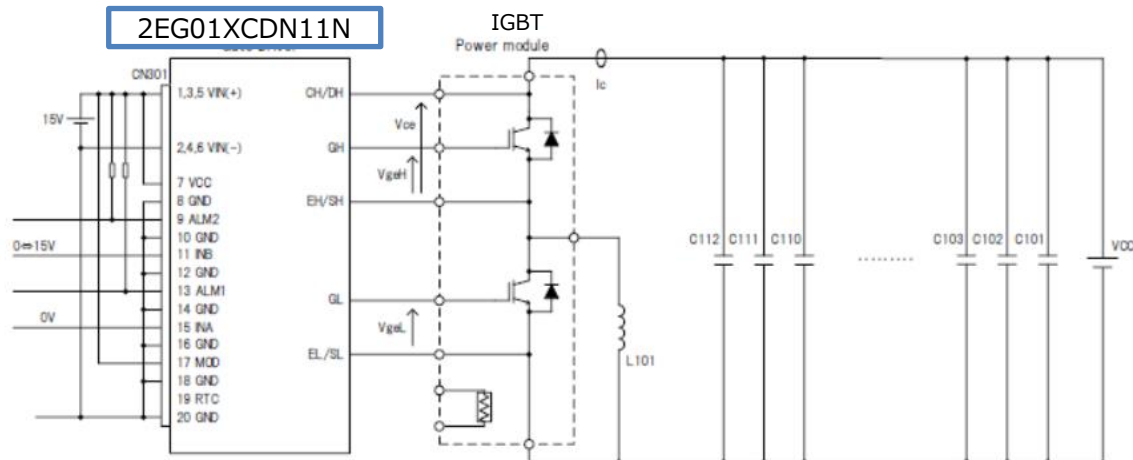 2EG01XCDN11N
IGBT
Power module
CN301
1,3,5 VIN(+)
CH/DH
Ic
15V
Vce
2,4,6 VIN(-)
GH
VgeH
7 VCC
8 GND
EH/SH
9 ALM2
10 GND
0⇔15V
11 INB
C112
C111
C110
C103
C102
C101
VCC
12 GND
13 ALM1
GL
14 GND
0V
15 INA
VgeL
16 GND
EL/SL
17 MOD
L101
18 GND
19 RTC
20 GND